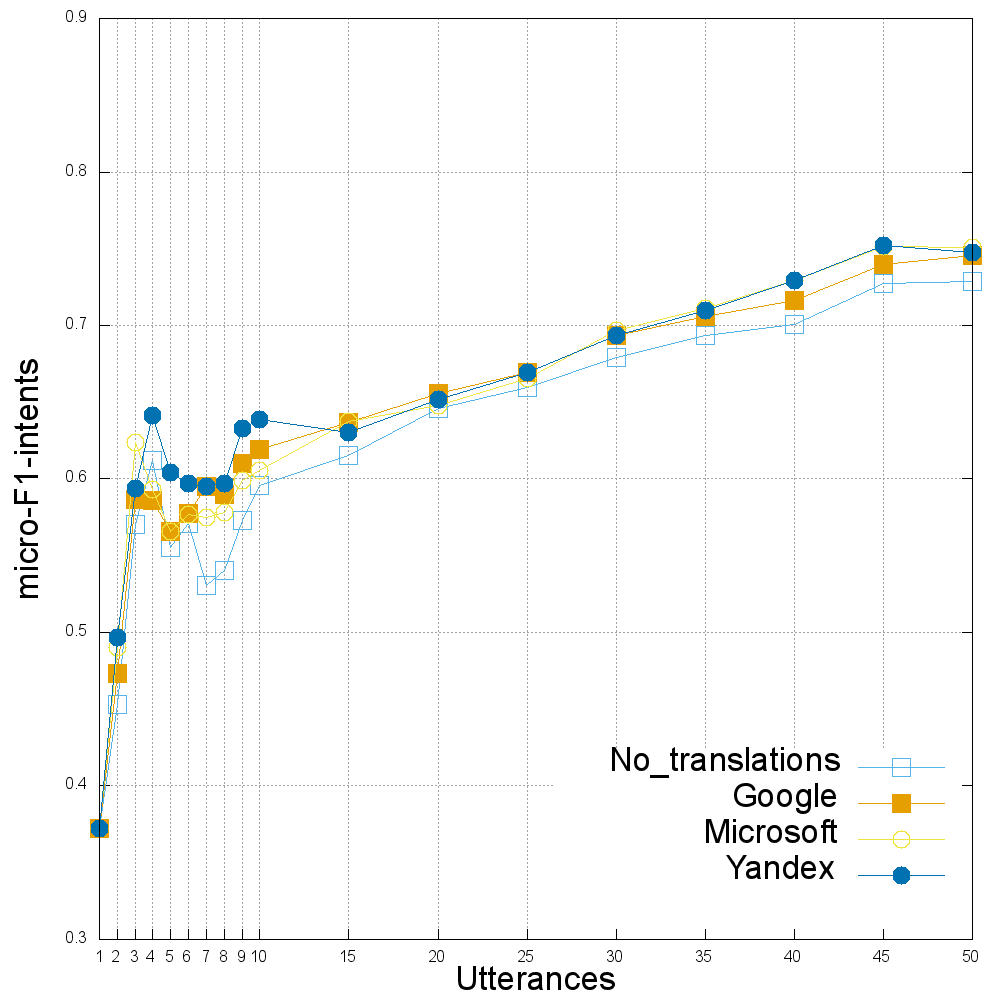 0.9
0.8
0.7
0.6
0.5
0.4
0.3
micro-F1-intents
No_translations
Google
Microsoft
Yandex
1 2 3 4 5 6 7 8 9 10 15 20 25 30 35 40 45 50
Utterances